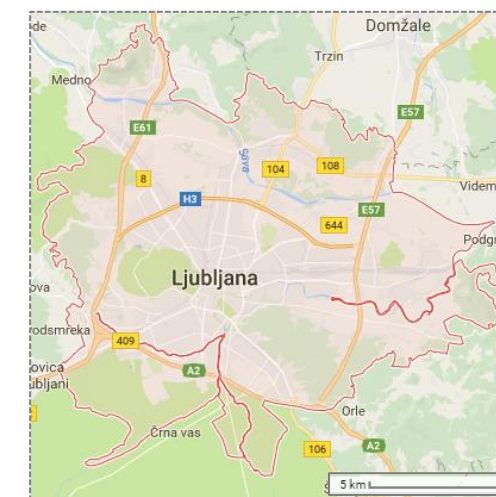 de
Domžale
Trzin
Medno
E57
E61
Sava
104
108
8
Videm
H3
E57
644
Podgr
Ljubljana
ova
odsmreka
409
ovica
ubljani
A2
Orle
Črna vas
106
A2
5 km